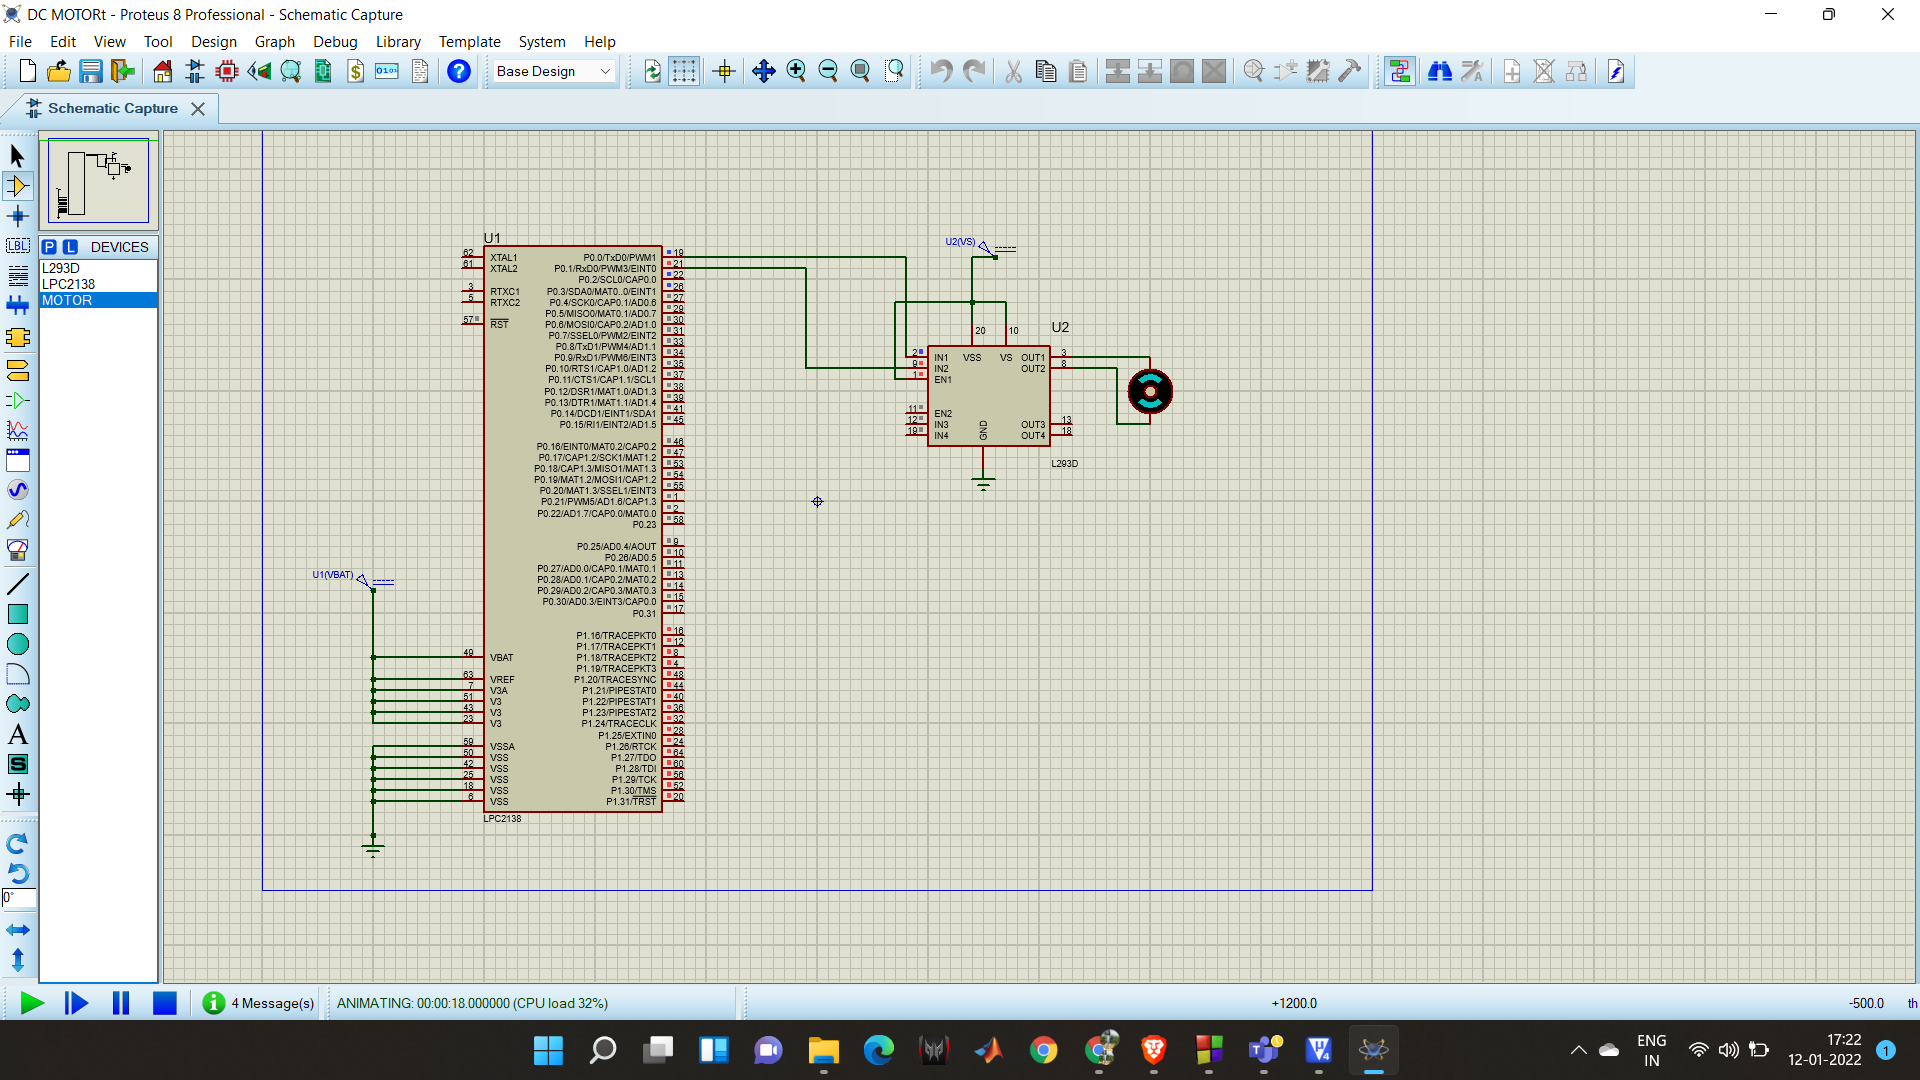 DC MOTORt - Proteus 8 Professional - Schematic Capture
File Edit View Tool Design Graph Debug Library Template System Help
Base Design
Schematic Capture
P L DEVICES
L293D
LPC2138
MOTOR
LBL
A
S
0°
U1
62 XTAL1
61 XTAL2
3 RTXC1
5 RTXC2
57 RST
49 VBAT
63 VREF
7 V3A
51 V3
43 V3
23 V3
59 VSSA
50 VSS
42 VSS
25 VSS
18 VSS
6 VSS
P0.0/TxD0/PWM1 19
P0.1/RxD0/PWM3/EINT0 21
P0.2/SCL0/CAP0.0 22
P0.3/SDA0/MAT0..0/EINT1 26
P0.4/SCK0/CAP0.1/AD0.6 27
P0.5/MISO0/MAT0.1/AD0.7 29
P0.6/MOSI0/CAP0.2/AD1.0 30
P0.7/SSEL0/PWM2/EINT2 31
P0.8/TxD1/PWM4/AD1.1 33
P0.9/RxD1/PWM6/EINT3 34
P0.10/RTS1/CAP1.0/AD1.2 35
P0.11/CTS1/CAP1.1/SCL1 37
P0.12/DSR1/MAT1.0/AD1.3 38
P0.13/DTR1/MAT1.1/AD1.4 39
P0.14/DCD1/EINT1/SDA1 41
P0.15/RI1/EINT2/AD1.5 45
P0.16/EINT0/MAT0.2/CAP0.2 46
P0.17/CAP1.2/SCK1/MAT1.2 47
P0.18/CAP1.3/MISO1/MAT1.3 53
P0.19/MAT1.2/MOSI1/CAP1.2 54
P0.20/MAT1.3/SSEL1/EINT3 55
P0.21/PWM5/AD1.6/CAP1.3 1
P0.22/AD1.7/CAP0.0/MAT0.0 2
P0.23 58
P0.25/AD0.4/AOUT 9
P0.26/AD0.5 10
P0.27/AD0.0/CAP0.1/MAT0.1 11
P0.28/AD0.1/CAP0.2/MAT0.2 13
P0.29/AD0.2/CAP0.3/MAT0.3 14
P0.30/AD0.3/EINT3/CAP0.0 15
P0.31 17
P1.16/TRACEPKT0 16
P1.17/TRACEPKT1 12
P1.18/TRACEPKT2 8
P1.19/TRACEPKT3 4
P1.20/TRACESYNC 48
P1.21/PIPESTAT0 44
P1.22/PIPESTAT1 40
P1.23/PIPESTAT2 36
P1.24/TRACECLK 32
P1.25/EXTIN0 28
P1.26/RTCK 24
P1.27/TDO 64
P1.28/TDI 60
P1.29/TCK 56
P1.30/TMS 52
P1.31/TRST 20
LPC2138
U1(VBAT)
U2(VS)
U2
20 10
2 IN1 VSS VS OUT1 3
9 IN2 OUT2 8
1 EN1
11 EN2
12 IN3 GND OUT3 13
19 IN4 OUT4 18
L293D
4 Message(s) ANIMATING: 00:00:18.000000 (CPU load 32%) +1200.0 -500.0 th
ENG
IN
17:22
12-01-2022
1